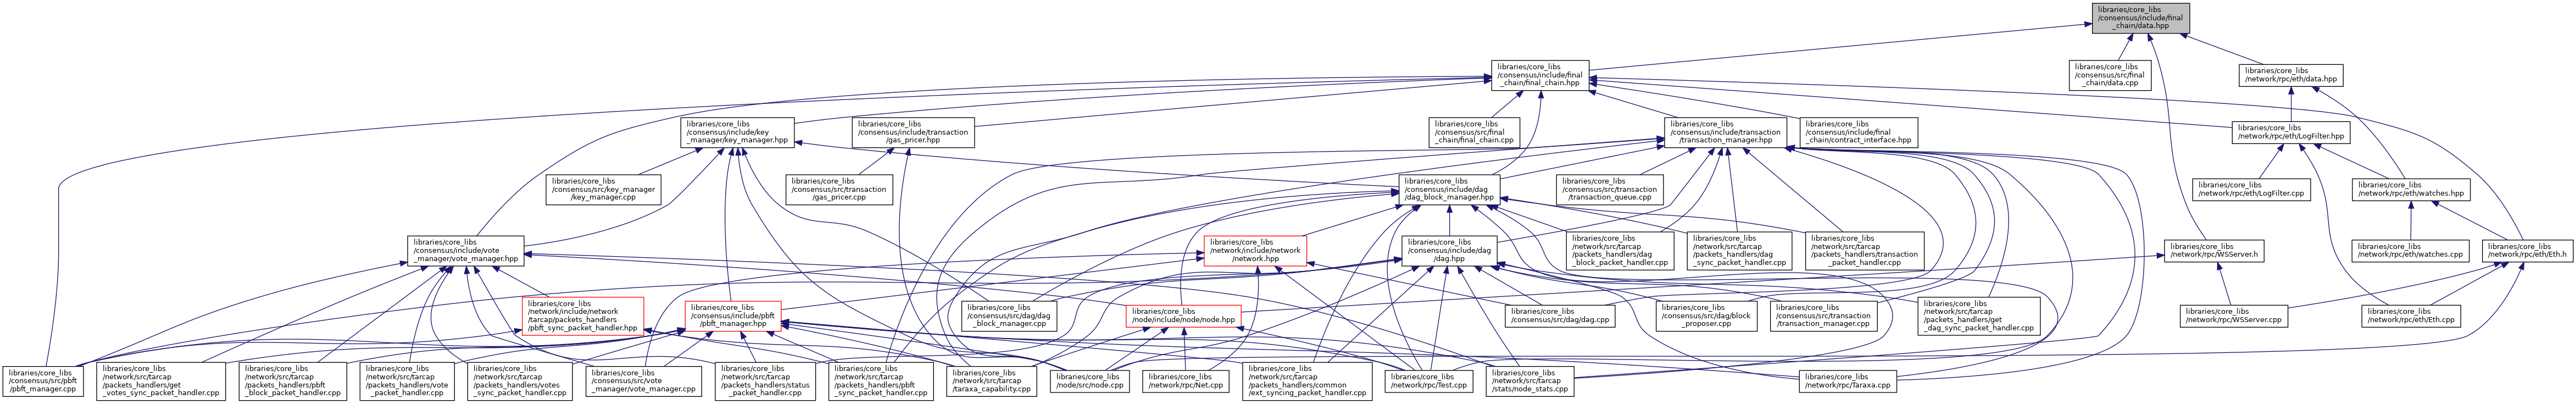 libraries/core_libs
/consensus/include/final
_chain/data.hpp
libraries/core_libs
/consensus/include/final
_chain/final_chain.hpp
libraries/core_libs
/consensus/src/final
_chain/data.cpp
libraries/core_libs
/network/rpc/eth/data.hpp
libraries/core_libs
/consensus/include/key
_manager/key_manager.hpp
libraries/core_libs
/consensus/include/transaction
/gas_pricer.hpp
libraries/core_libs
/consensus/src/final
_chain/final_chain.cpp
libraries/core_libs
/consensus/include/transaction
/transaction_manager.hpp
libraries/core_libs
/consensus/include/final
_chain/contract_interface.hpp
libraries/core_libs
/network/rpc/eth/LogFilter.hpp
libraries/core_libs
/consensus/src/key_manager
/key_manager.cpp
libraries/core_libs
/consensus/src/transaction
/gas_pricer.cpp
libraries/core_libs
/consensus/include/dag
/dag_block_manager.hpp
libraries/core_libs
/consensus/src/transaction
/transaction_queue.cpp
libraries/core_libs
/network/rpc/eth/LogFilter.cpp
libraries/core_libs
/network/rpc/eth/watches.hpp
libraries/core_libs
/consensus/include/vote
_manager/vote_manager.hpp
libraries/core_libs
/network/include/network
/network.hpp
libraries/core_libs
/consensus/include/dag
/dag.hpp
libraries/core_libs
/network/src/tarcap
/packets_handlers/dag
_block_packet_handler.cpp
libraries/core_libs
/network/src/tarcap
/packets_handlers/dag
_sync_packet_handler.cpp
libraries/core_libs
/network/src/tarcap
/packets_handlers/transaction
_packet_handler.cpp
libraries/core_libs
/network/rpc/WSServer.h
libraries/core_libs
/network/rpc/eth/watches.cpp
libraries/core_libs
/network/rpc/eth/Eth.h
libraries/core_libs
/network/include/network
/tarcap/packets_handlers
/pbft_sync_packet_handler.hpp
libraries/core_libs
/consensus/include/pbft
/pbft_manager.hpp
libraries/core_libs
/consensus/src/dag/dag
_block_manager.cpp
libraries/core_libs
/node/include/node/node.hpp
libraries/core_libs
/consensus/src/dag/dag.cpp
libraries/core_libs
/consensus/src/dag/block
_proposer.cpp
libraries/core_libs
/consensus/src/transaction
/transaction_manager.cpp
libraries/core_libs
/network/src/tarcap
/packets_handlers/get
_dag_sync_packet_handler.cpp
libraries/core_libs
/network/rpc/WSServer.cpp
libraries/core_libs
/network/rpc/eth/Eth.cpp
libraries/core_libs
/consensus/src/pbft
/pbft_manager.cpp
libraries/core_libs
/network/src/tarcap
/packets_handlers/get
_votes_sync_packet_handler.cpp
libraries/core_libs
/network/src/tarcap
/packets_handlers/pbft
_block_packet_handler.cpp
libraries/core_libs
/network/src/tarcap
/packets_handlers/vote
_packet_handler.cpp
libraries/core_libs
/network/src/tarcap
/packets_handlers/votes
_sync_packet_handler.cpp
libraries/core_libs
/consensus/src/vote
_manager/vote_manager.cpp
libraries/core_libs
/network/src/tarcap
/packets_handlers/status
_packet_handler.cpp
libraries/core_libs
/network/src/tarcap
/packets_handlers/pbft
_sync_packet_handler.cpp
libraries/core_libs
/network/src/tarcap
/taraxa_capability.cpp
libraries/core_libs
/node/src/node.cpp
libraries/core_libs
/network/rpc/Net.cpp
libraries/core_libs
/network/src/tarcap
/packets_handlers/common
/ext_syncing_packet_handler.cpp
libraries/core_libs
/network/rpc/Test.cpp
libraries/core_libs
/network/src/tarcap
/stats/node_stats.cpp
libraries/core_libs
/network/rpc/Taraxa.cpp